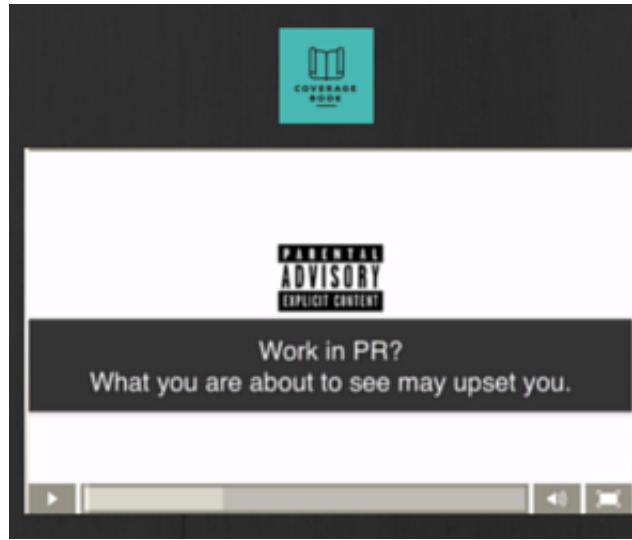 COVERAGE
BOOK
PARENTAL
ADVISORY
EXPLICIT CONTENT
Work in PR?
What you are about to see may upset you.